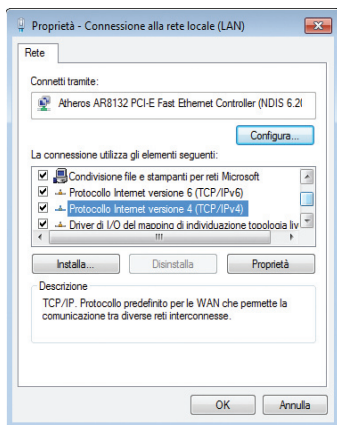 Proprietà - Connessione alla rete locale (LAN)
Rete
Connetti tramite:
Atheros AR8132 PCI-E Fast Ethernet Controller (NDIS 6.2(
Configura...
La connessione utilizza gli elementi seguenti:
Condivisione file e stampanti per reti Microsoft
Protocollo Internet versione 6 (TCP/IPv6)
Protocollo Internet versione 4 (TCP/IPv4)
Driver di I/O del mapping di individuazione topologia liv
Installa...
Disinstalla
Proprietà
Descrizione
TCP/IP. Protocollo predefinito per le WAN che permette la
comunicazione tra diverse reti interconnesse.
OK
Annulla